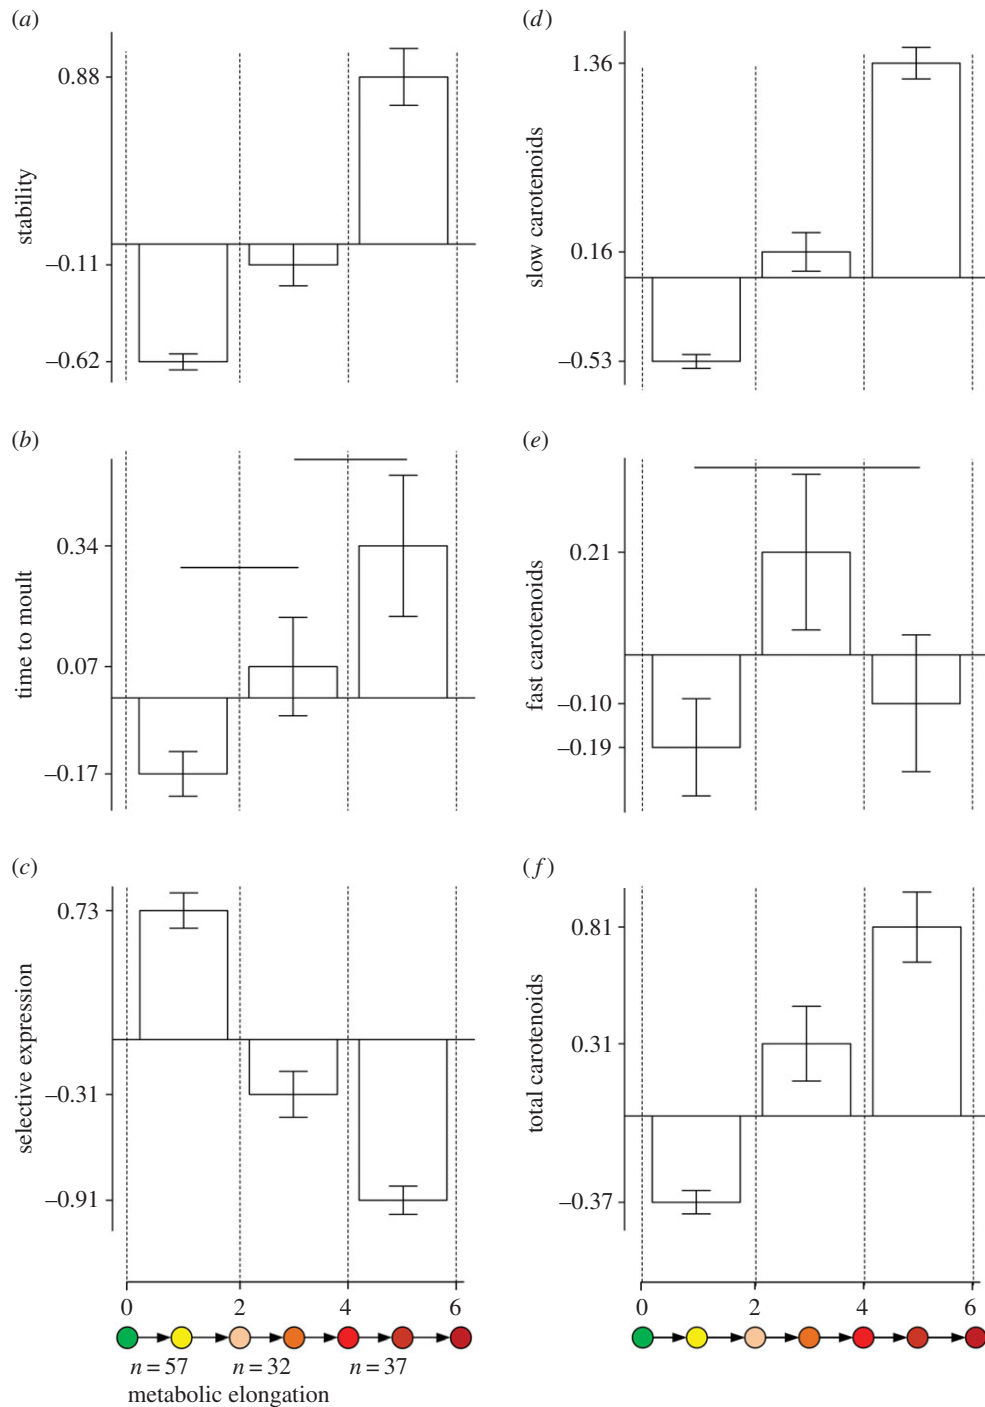 (a)
stability
0.88
–0.11
–0.62
(b)
time to moult
0.34
0.07
–0.17
(c)
selective expression
0.73
–0.31
–0.91
0 2 4 6
n = 57 n = 32 n = 37
metabolic elongation
(d)
slow carotenoids
1.36
0.16
–0.53
(e)
fast carotenoids
0.21
–0.10
–0.19
(f)
total carotenoids
0.81
0.31
–0.37
0 2 4 6